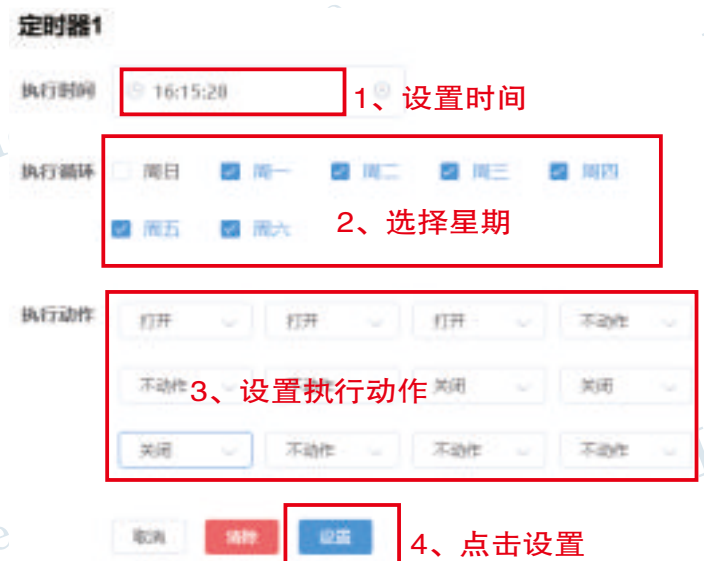 定时器1
执行时间 16:15:28 1、设置时间
执行循环 周日 周一 周二 周三 周四
周五 周六 2、选择星期
执行动作 打开 打开 打开 不动作
不动作 不动作 关闭 关闭
3、设置执行动作
关闭 不动作 不动作 不动作
取消 清除 设置 4、点击设置